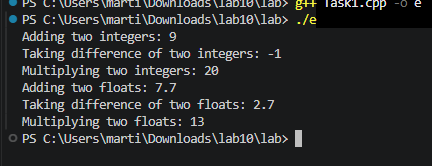 PS C:\Users\marti\Downloads\lab10\lab> g++ Task1.cpp -o e
PS C:\Users\marti\Downloads\lab10\lab> ./e
Adding two integers: 9
Taking difference of two integers: -1
Multiplying two integers: 20
Adding two floats: 7.7
Taking difference of two floats: 2.7
Multiplying two floats: 13
PS C:\Users\marti\Downloads\lab10\lab>